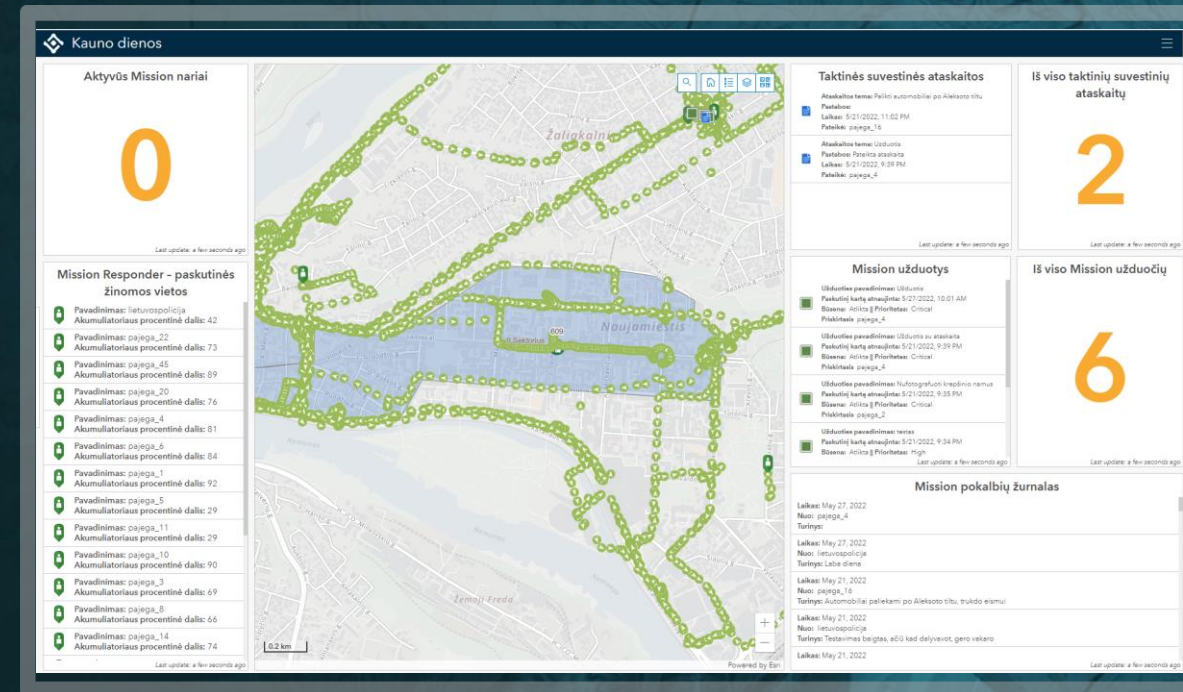 Kauno dienos
Aktyvūs Mission nariai
0
Last update: a few seconds ago
Mission Responder - paskutinės
žinomos vietos
Pavadinimas: lietuvospolicija
Akumuliatoriaus procentinė dalis: 42
Pavadinimas: pajega_22
Akumuliatoriaus procentinė dalis: 73
Pavadinimas: pajega_45
Akumuliatoriaus procentinė dalis: 89
Pavadinimas: pajega_20
Akumuliatoriaus procentinė dalis: 76
Pavadinimas: pajega_4
Akumuliatoriaus procentinė dalis: 81
Pavadinimas: pajega_6
Akumuliatoriaus procentinė dalis: 84
Pavadinimas: pajega_1
Akumuliatoriaus procentinė dalis: 92
Pavadinimas: pajega_5
Akumuliatoriaus procentinė dalis: 29
Pavadinimas: pajega_11
Akumuliatoriaus procentinė dalis: 29
Pavadinimas: pajega_10
Akumuliatoriaus procentinė dalis: 90
Pavadinimas: pajega_3
Akumuliatoriaus procentinė dalis: 69
Pavadinimas: pajega_8
Akumuliatoriaus procentinė dalis: 66
Pavadinimas: pajega_14
Akumuliatoriaus procentinė dalis: 74
Last update: a few seconds ago
Žaliakalnis
Naujamiestis
609
Sektorius
Nemunas
Žemoji Freda
0.2 km
Powered by Esri
Taktinės suvestinės ataskaitos
Ataskaitos tema: Palikti automobiliai po Aleksoto tiltu
Pastabos:
Laikas: 5/21/2022, 11:02 PM
Pateikė: pajega_16
Ataskaitos tema: Uzduotis
Pastabos: Pateikta ataskaita
Laikas: 5/21/2022, 9:39 PM
Pateikė: pajega_4
Last update: a few seconds ago
Iš viso taktinių suvestinių
ataskaitų
2
Last update: a few seconds ago
Mission užduotys
Užduoties pavadinimas: Užduotis
Paskutinį kartą atnaujinta: 5/27/2022, 10:01 AM
Būsena: Atlikta || Prioritetas: Critical
Priskirtasis pajega_4
Užduoties pavadinimas: Užduotis su ataskaita
Paskutinį kartą atnaujinta: 5/21/2022, 9:39 PM
Būsena: Atlikta || Prioritetas: Critical
Priskirtasis pajega_4
Užduoties pavadinimas: Nufotografuoti krepšinio namus
Paskutinį kartą atnaujinta: 5/21/2022, 9:35 PM
Būsena: Atlikta || Prioritetas: Critical
Priskirtasis pajega_2
Užduoties pavadinimas: testas
Paskutinį kartą atnaujinta: 5/21/2022, 9:34 PM
Būsena: Atlikta || Prioritetas: High
Last update: a few seconds ago
Iš viso Mission užduočių
6
Last update: a few seconds ago
Mission pokalbių žurnalas
Laikas: May 27, 2022
Nuo: pajega_4
Turinys:
Laikas: May 27, 2022
Nuo: lietuvospolicija
Turinys: Laba diena
Laikas: May 21, 2022
Nuo: pajega_16
Turinys: Automobiliai paliekami po Aleksoto tiltu, trukdo eismui
Laikas: May 21, 2022
Nuo: lietuvospolicija
Turinys: Testavimas baigtas, ačiū kad dalyvavot, gero vakaro
Laikas: May 21, 2022
Last update: a few seconds ago